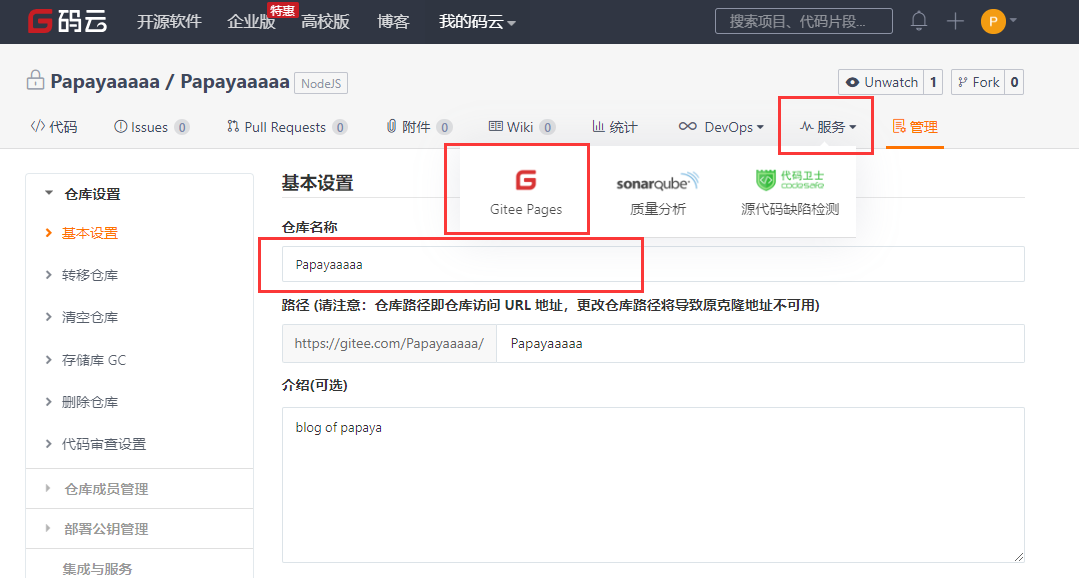 码云 开源软件 企业版 特惠 高校版 博客 我的码云 搜索项目、代码片段... P
Papayaaaaa / Papayaaaaa NodeJS Unwatch 1 Fork 0
代码 Issues 0 Pull Requests 0 附件 0 Wiki 0 统计 DevOps 服务 管理
Gitee Pages
sonarqube
质量分析
代码卫士
codesafe
源代码缺陷检测
仓库设置
基本设置
转移仓库
清空仓库
存储库 GC
删除仓库
代码审查设置
仓库成员管理
部署公钥管理
集成与服务
基本设置
仓库名称
Papayaaaaa
路径 (请注意：仓库路径即仓库访问 URL 地址，更改仓库路径将导致原克隆地址不可用)
https://gitee.com/Papayaaaaa/ Papayaaaaa
介绍(可选)
blog of papaya